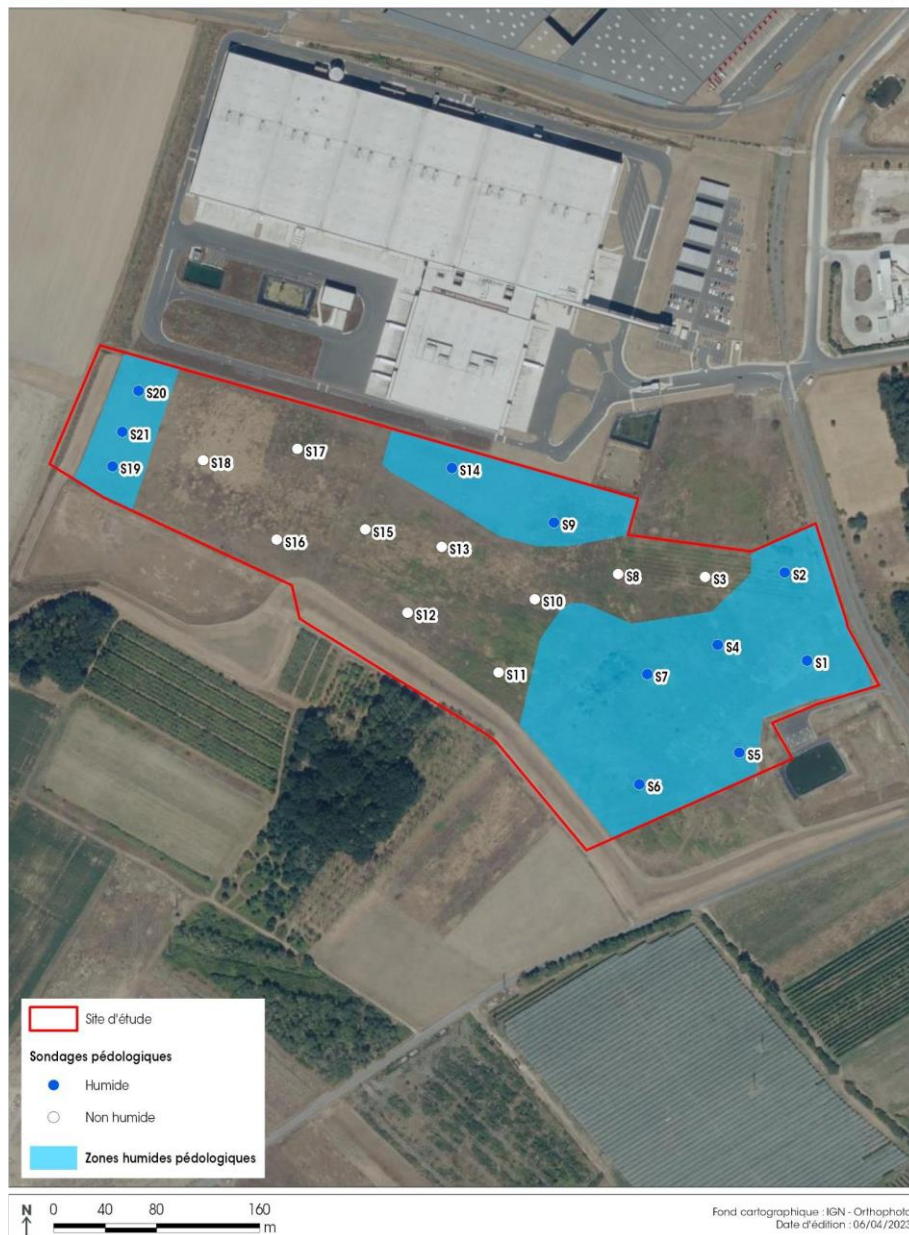 S20
S21
S19
S18
S17
S14
S9
S16
S15
S13
S8
S3
S2
S12
S10
S4
S1
S11
S7
S5
S6
Site d'étude
Sondages pédologiques
Humide
Non humide
Zones humides pédologiques
N
0 40 80 160
m
Fond cartographique : IGN - Orthophoto
Date d'édition : 06/04/2023